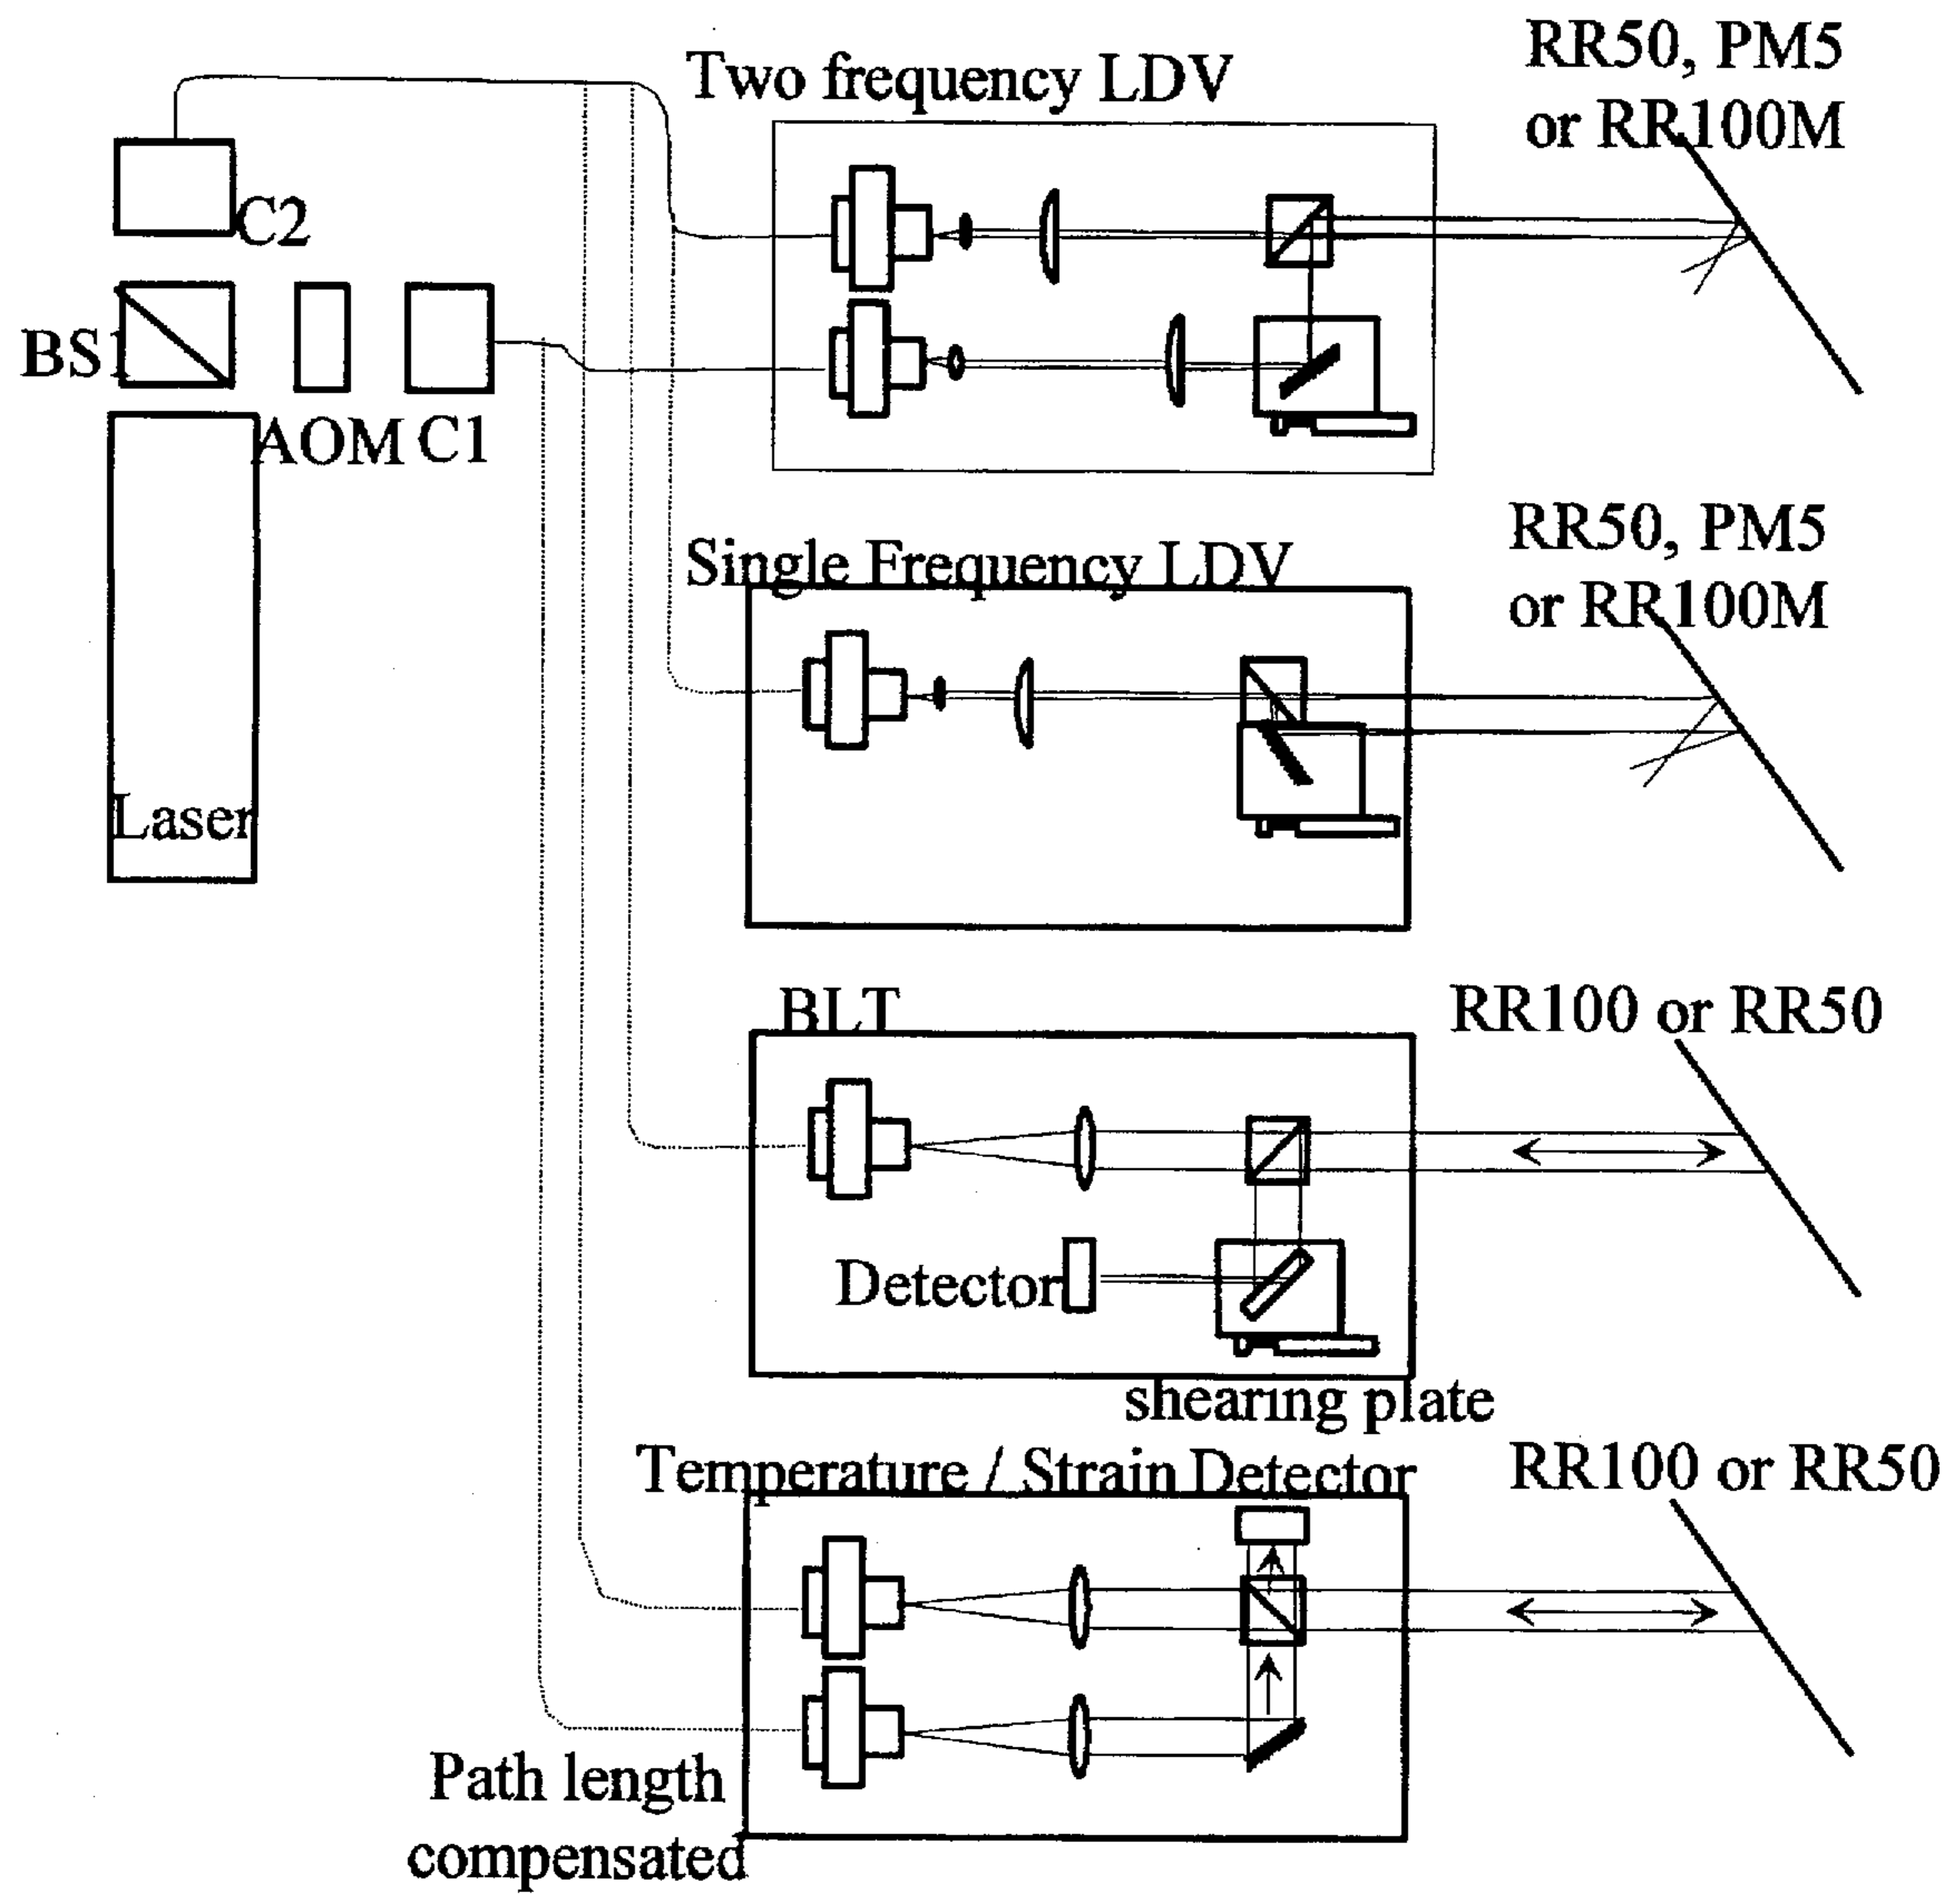 Two frequency LDV
RR50, PM5
or RR100M
C2
BS1
AOM
C1
Laser
Single Frequency LDV
RR50, PM5
or RR100M
BLT
RR100 or RR50
Detector
shearing plate
Temperature / Strain Detector
RR100 or RR50
Path length
compensated